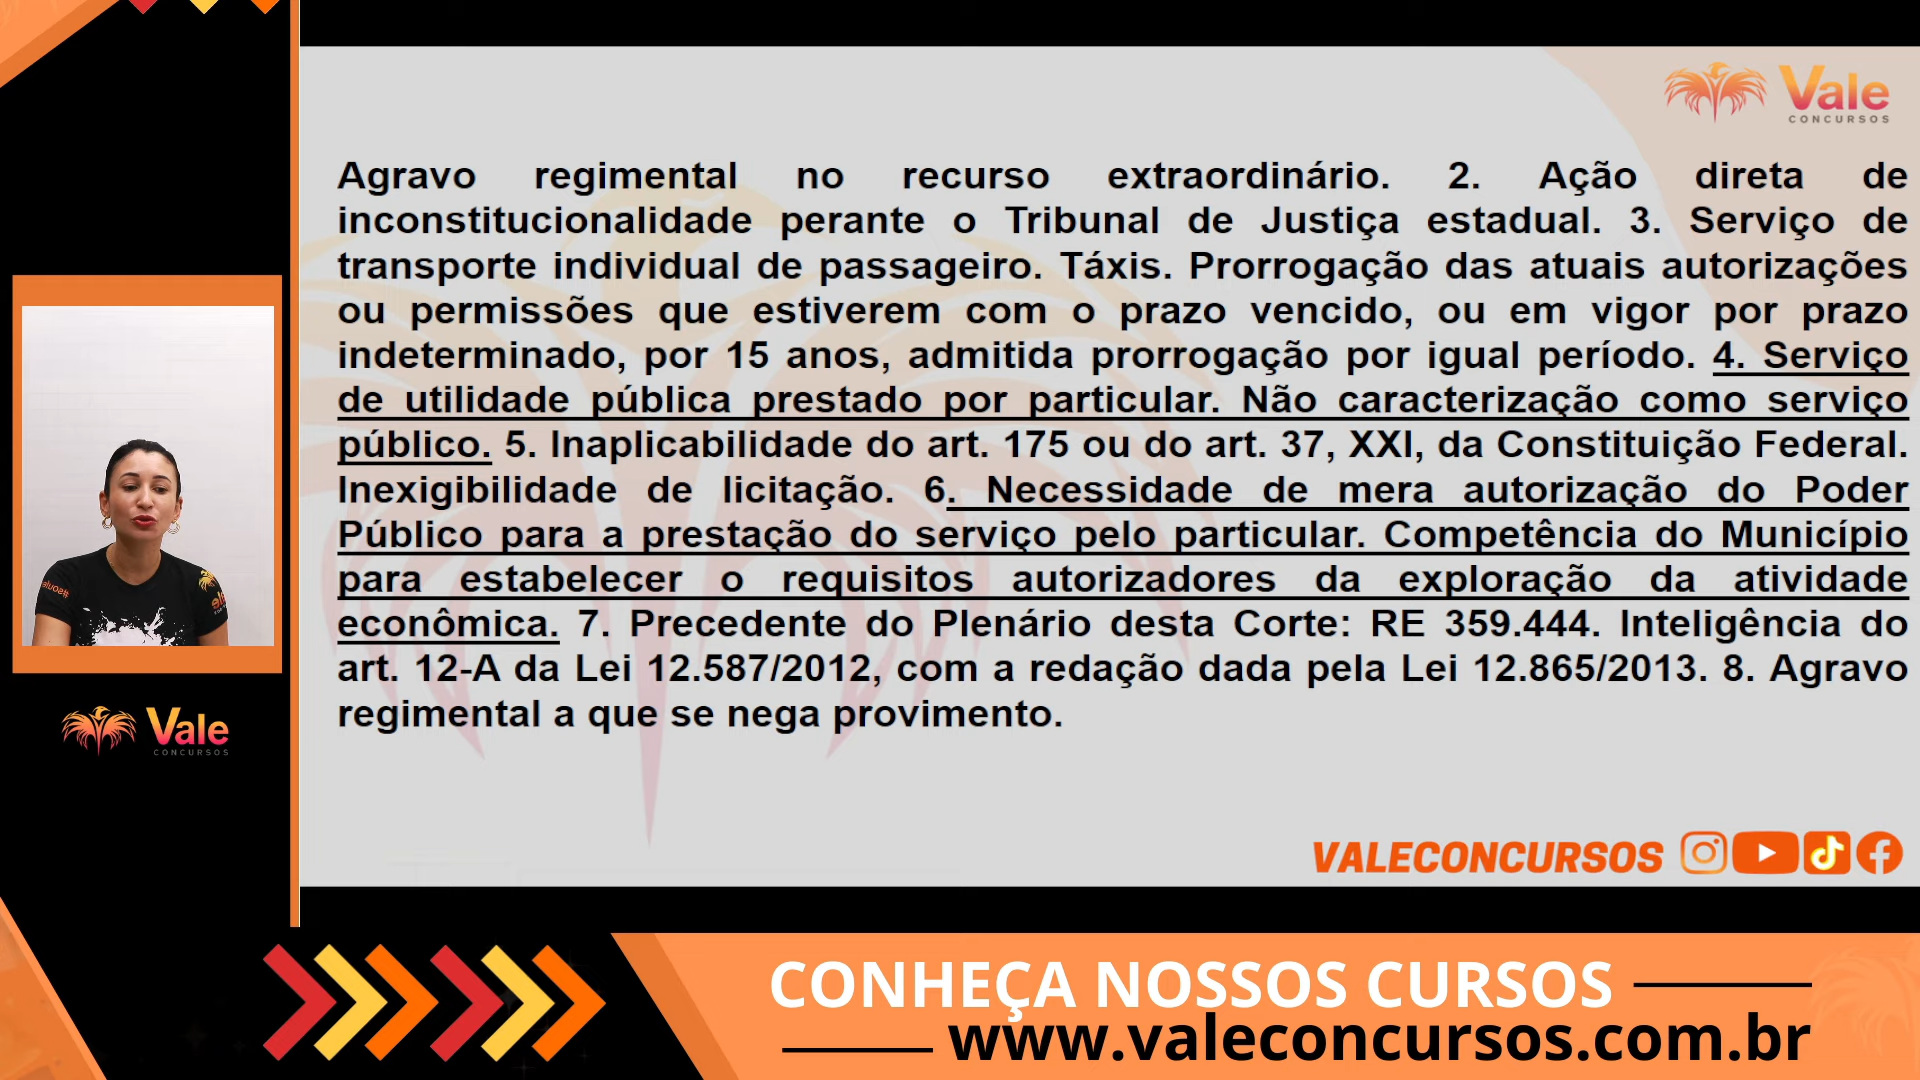 Vale
CONCURSOS
Agravo regimental no recurso extraordinário. 2. Ação direta de
inconstitucionalidade perante o Tribunal de Justiça estadual. 3. Serviço de
transporte individual de passageiro. Táxis. Prorrogação das atuais autorizações
ou permissões que estiverem com o prazo vencido, ou em vigor por prazo
indeterminado, por 15 anos, admitida prorrogação por igual período. 4. Serviço
de utilidade pública prestado por particular. Não caracterização como serviço
público. 5. Inaplicabilidade do art. 175 ou do art. 37, XXI, da Constituição Federal.
Inexigibilidade de licitação. 6. Necessidade de mera autorização do Poder
Público para a prestação do serviço pelo particular. Competência do Município
para estabelecer o requisitos autorizadores da exploração da atividade
econômica. 7. Precedente do Plenário desta Corte: RE 359.444. Inteligência do
art. 12-A da Lei 12.587/2012, com a redação dada pela Lei 12.865/2013. 8. Agravo
regimental a que se nega provimento.
Vale
CONCURSOS
VALECONCURSOS
CONHEÇA NOSSOS CURSOS
www.valeconcursos.com.br